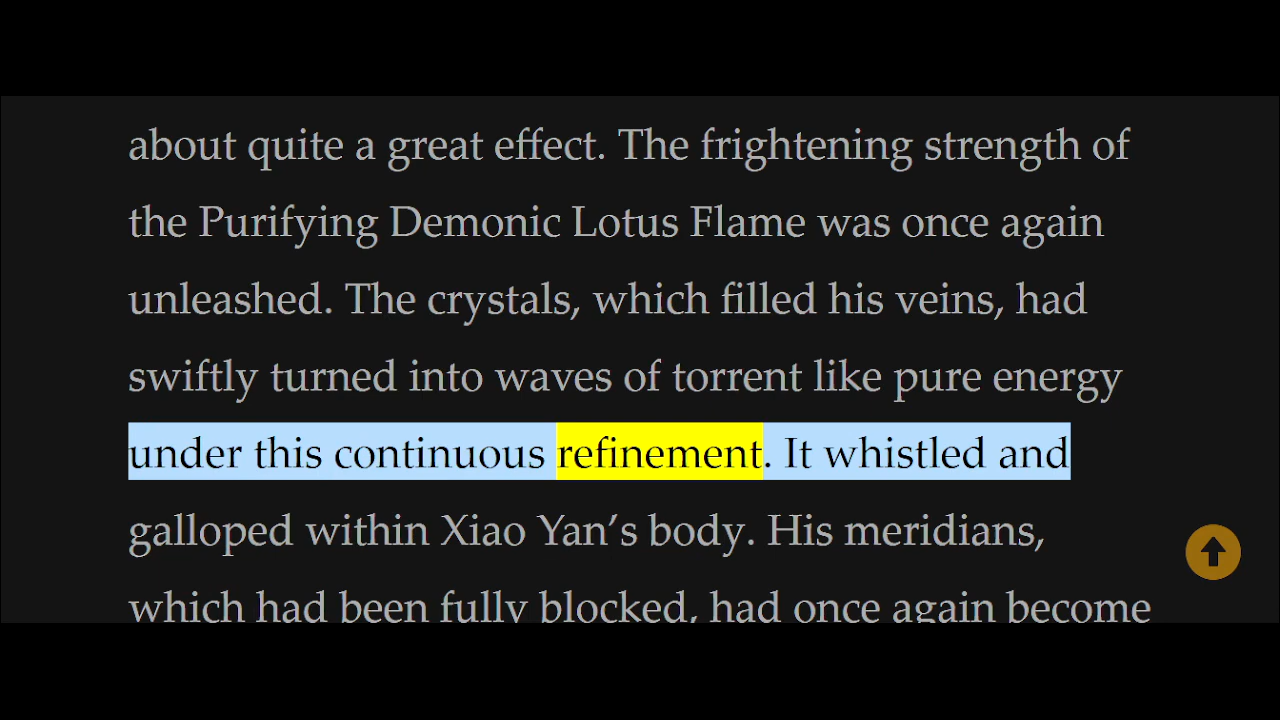 about quite a great effect. The frightening strength of
the Purifying Demonic Lotus Flame was once again
unleashed. The crystals, which filled his veins, had
swiftly turned into waves of torrent like pure energy
under this continuous refinement. It whistled and
galloped within Xiao Yan’s body. His meridians,
which had been fully blocked, had once again become